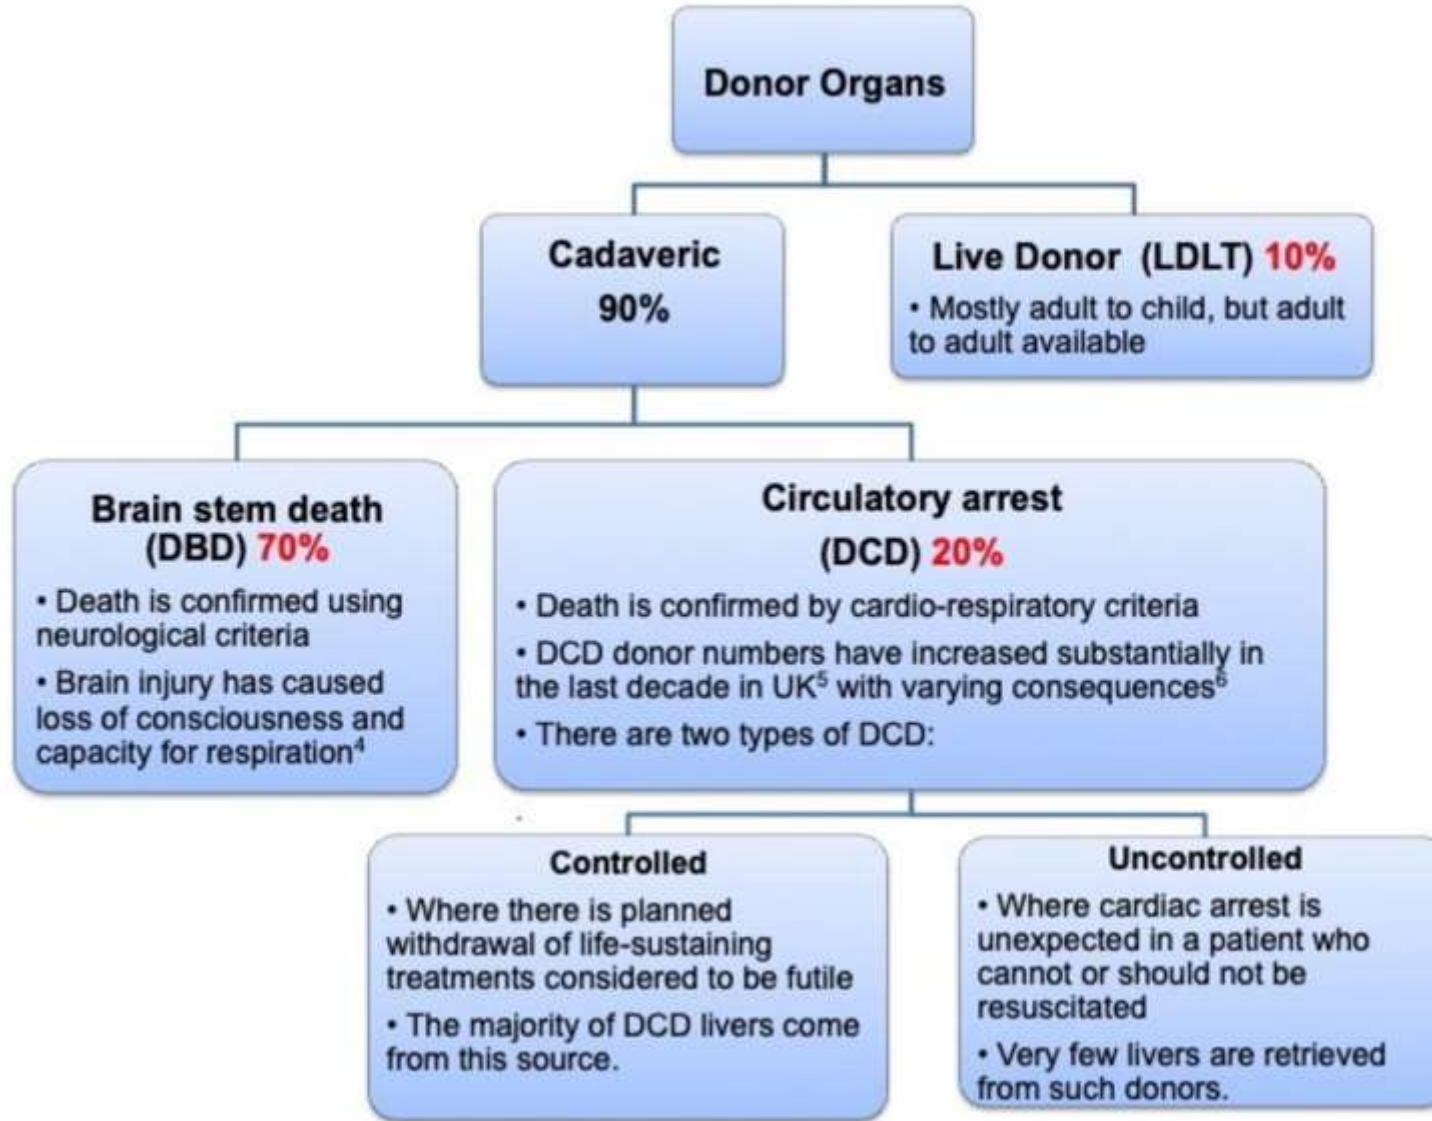 Donor Organs
Cadaveric
90%
Live Donor (LDLT) 10%
• Mostly adult to child, but adult
to adult available
Brain stem death
(DBD) 70%
• Death is confirmed using
neurological criteria
• Brain injury has caused
loss of consciousness and
capacity for respiration⁴
Circulatory arrest
(DCD) 20%
• Death is confirmed by cardio-respiratory criteria
• DCD donor numbers have increased substantially in
the last decade in UK⁵ with varying consequences⁶
• There are two types of DCD:
Controlled
• Where there is planned
withdrawal of life-sustaining
treatments considered to be futile
• The majority of DCD livers come
from this source.
Uncontrolled
• Where cardiac arrest is
unexpected in a patient who
cannot or should not be
resuscitated
• Very few livers are retrieved
from such donors.